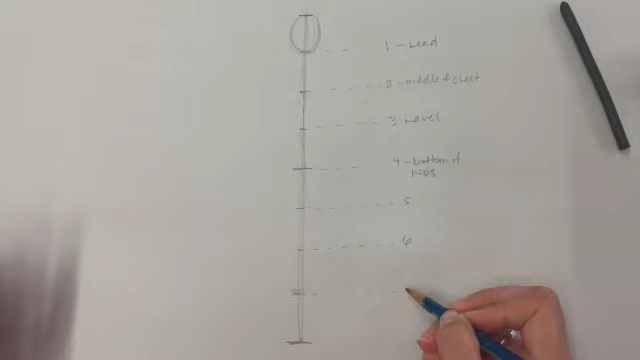 1 - Head
2 - middle of chest
3 Navel
4 - bottom of
hips
5
6